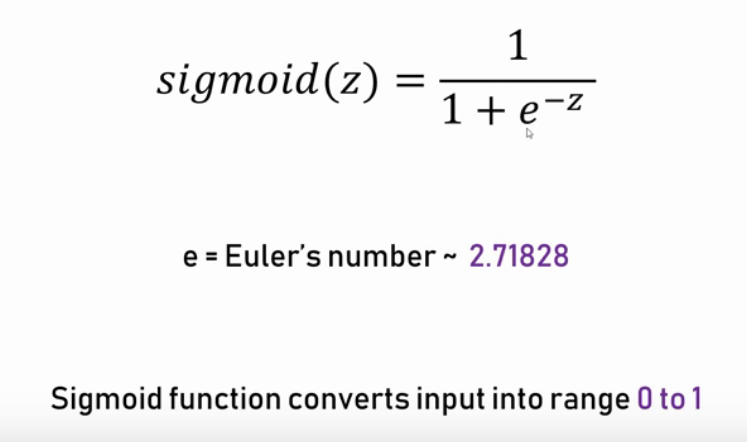 sigmoid(z) = 1 / (1 + e^{-z})
e = Euler's number ~ 2.71828
Sigmoid function converts input into range 0 to 1